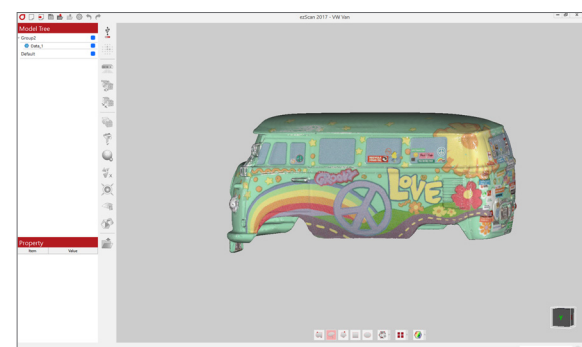 ezScan 2017 - VW Van
Model Tree
Group2
Data_1
Default
GROOVY
LOVE
Property
Item Value